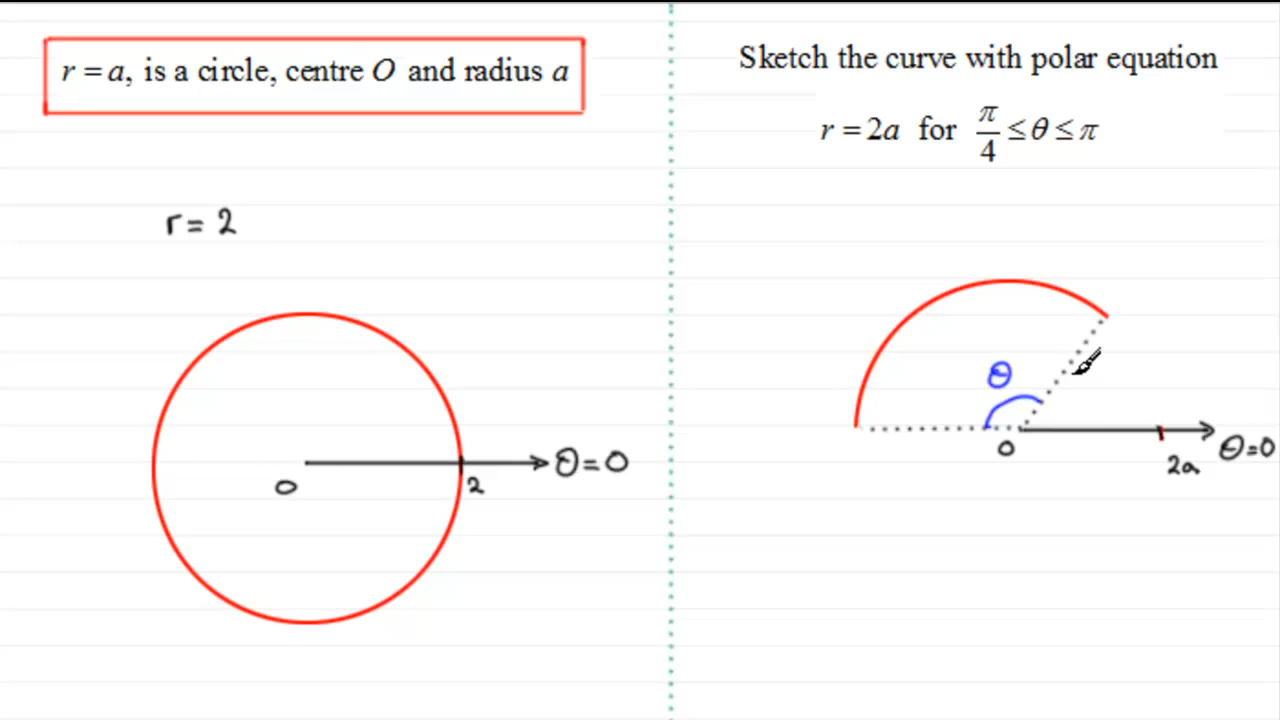 r = a, is a circle, centre O and radius a
r = 2
O
2
θ = 0
Sketch the curve with polar equation
r = 2a for π/4 ≤ θ ≤ π
θ
O
2a
θ = 0